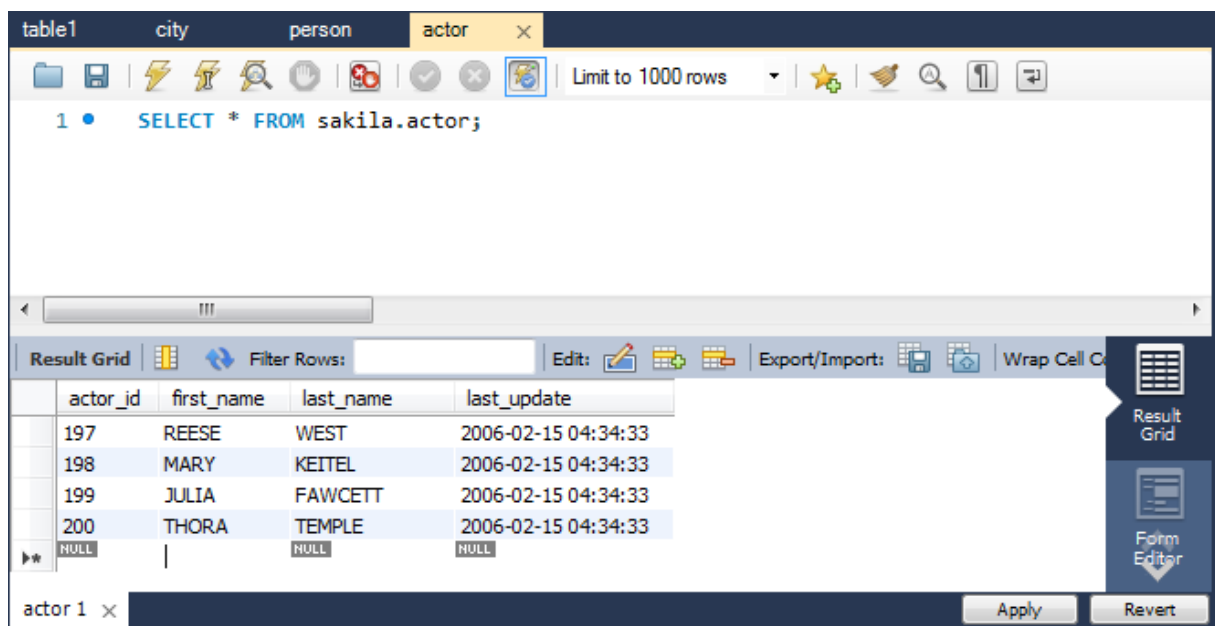 table1 city person actor ×
Limit to 1000 rows
1 SELECT * FROM sakila.actor;
Result Grid Filter Rows: Edit: Export/Import: Wrap Cell
actor_id first_name last_name last_update
197 REESE WEST 2006-02-15 04:34:33
198 MARY KEITEL 2006-02-15 04:34:33
199 JULIA FAWCETT 2006-02-15 04:34:33
200 THORA TEMPLE 2006-02-15 04:34:33
NULL NULL NULL
Result
Grid
Form
Editor
actor 1 × Apply Revert